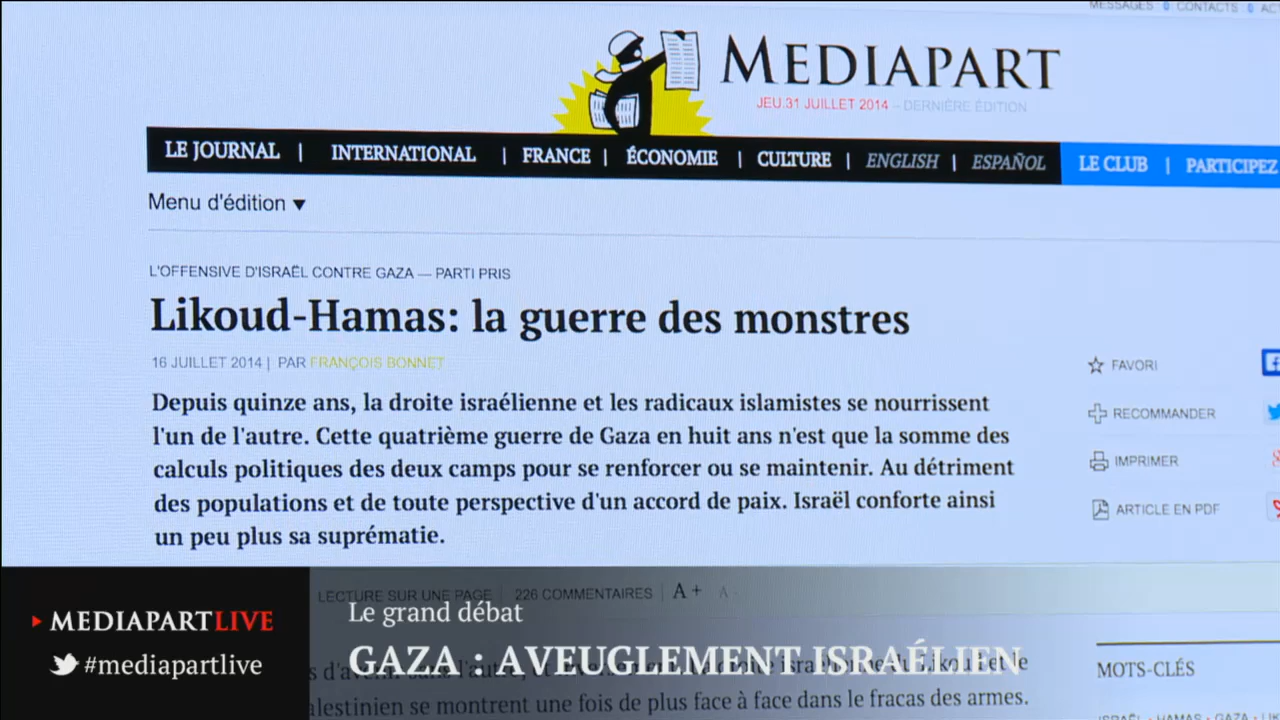 MESSAGES 0 CONTACTS 0
MEDIAPART
JEU.31 JUILLET 2014 – DERNIÈRE ÉDITION
LE JOURNAL | INTERNATIONAL | FRANCE | ÉCONOMIE | CULTURE | ENGLISH | ESPAÑOL LE CLUB | PARTICIPEZ
Menu d'édition ▼
L'OFFENSIVE D'ISRAËL CONTRE GAZA — PARTI PRIS
Likoud-Hamas: la guerre des monstres
16 JUILLET 2014 | PAR FRANÇOIS BONNET
Depuis quinze ans, la droite israélienne et les radicaux islamistes se nourrissent
l'un de l'autre. Cette quatrième guerre de Gaza en huit ans n'est que la somme des
calculs politiques des deux camps pour se renforcer ou se maintenir. Au détriment
des populations et de toute perspective d'un accord de paix. Israël conforte ainsi
un peu plus sa suprématie.
FAVORI
RECOMMANDER
IMPRIMER
ARTICLE EN PDF
LECTURE SUR UNE PAGE | 226 COMMENTAIRES | A + A -
Le grand débat
GAZA : AVEUGLEMENT ISRAÉLIEN
MEDIAPARTLIVE
#mediapartlive
palestinien se montrent une fois de plus face à face dans le fracas des armes.
MOTS-CLÉS